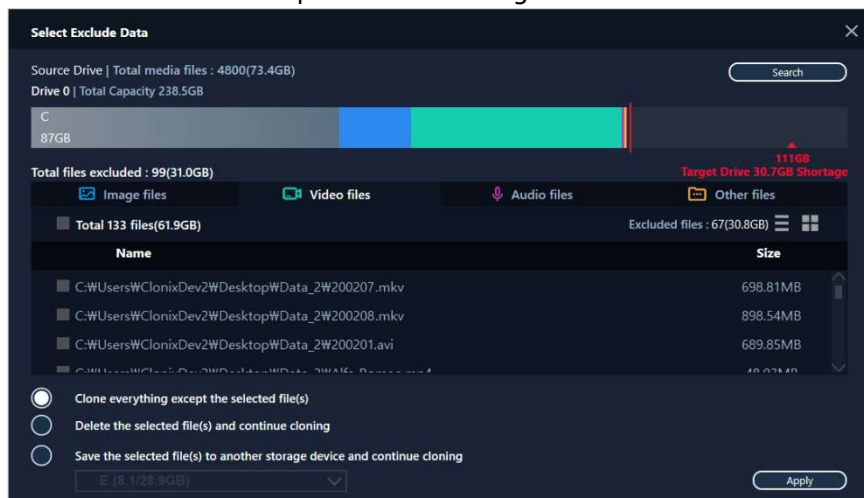 Select Exclude Data
Source Drive | Total media files : 4800(73.4GB)
Search
Drive 0 | Total Capacity 238.5GB
C
87GB
111GB
Total files excluded : 99(31.0GB)
Target Drive 30.7GB Shortage
Image files Video files Audio files Other files
Total 133 files(61.9GB) Excluded files : 67(30.8GB)
Name Size
C:₩Users₩ClonixDev2₩Desktop₩Data_2₩200207.mkv 698.81MB
C:₩Users₩ClonixDev2₩Desktop₩Data_2₩200208.mkv 898.54MB
C:₩Users₩ClonixDev2₩Desktop₩Data_2₩200201.avi 689.85MB
Clone everything except the selected file(s)
Delete the selected file(s) and continue cloning
Save the selected file(s) to another storage device and continue cloning
E (8.1/28.9GB)
Apply